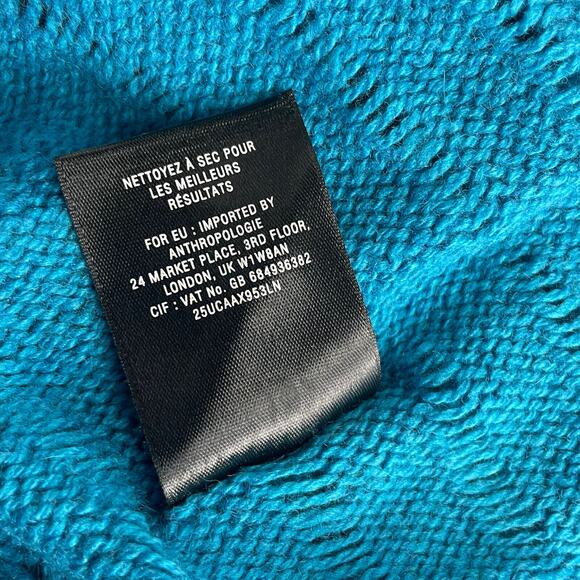 NETTOYEZ À SEC POUR
LES MEILLEURS
RÉSULTATS
FOR EU : IMPORTED BY
ANTHROPOLOGIE
24 MARKET PLACE, 3RD FLOOR,
LONDON, UK W1W8AN
CIF : VAT No. GB 684936382
25UCAAX953LN